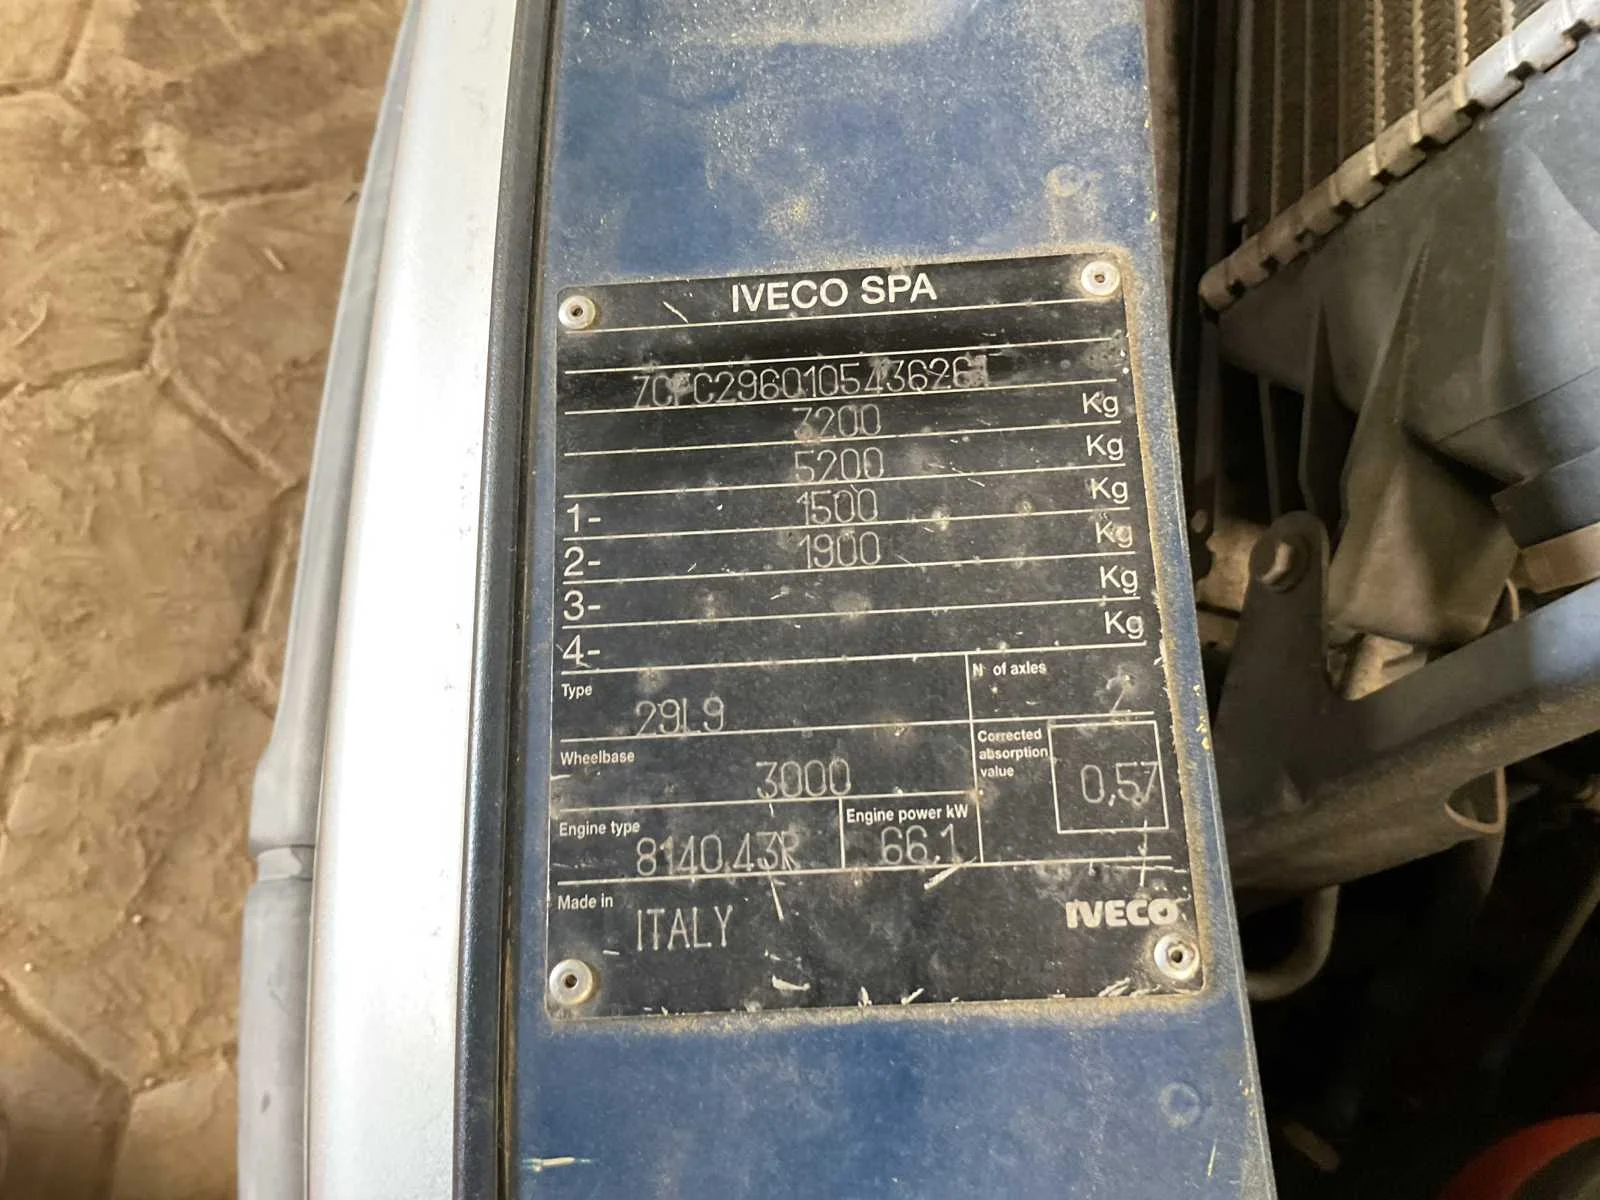 IVECO SPA
ZCFC2960105436261
3200 Kg
5200 Kg
1- 1500 Kg
2- 1900 Kg
3- Kg
4- Kg
Type 29L9
N° of axles 2
Wheelbase 3000
Corrected absorption value 0,57
Engine type 8140.43R
Engine power kW 66.1
Made in ITALY
IVECO